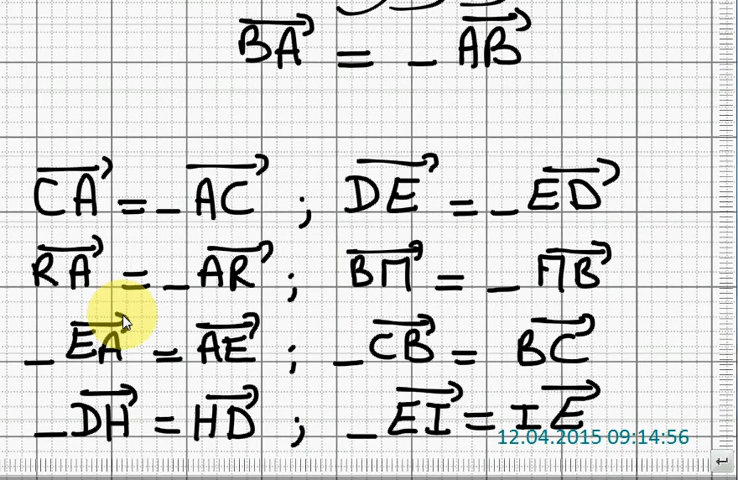 BA⃗ = - AB⃗
CA⃗ = - AC⃗ ; DE⃗ = - ED⃗
RA⃗ = - AR⃗ ; BM⃗ = - MB⃗
- EA⃗ = AE⃗ ; - CB⃗ = BC⃗
- DH⃗ = HD⃗ ; - EI⃗ = IE⃗
12.04.2015 09:14:56